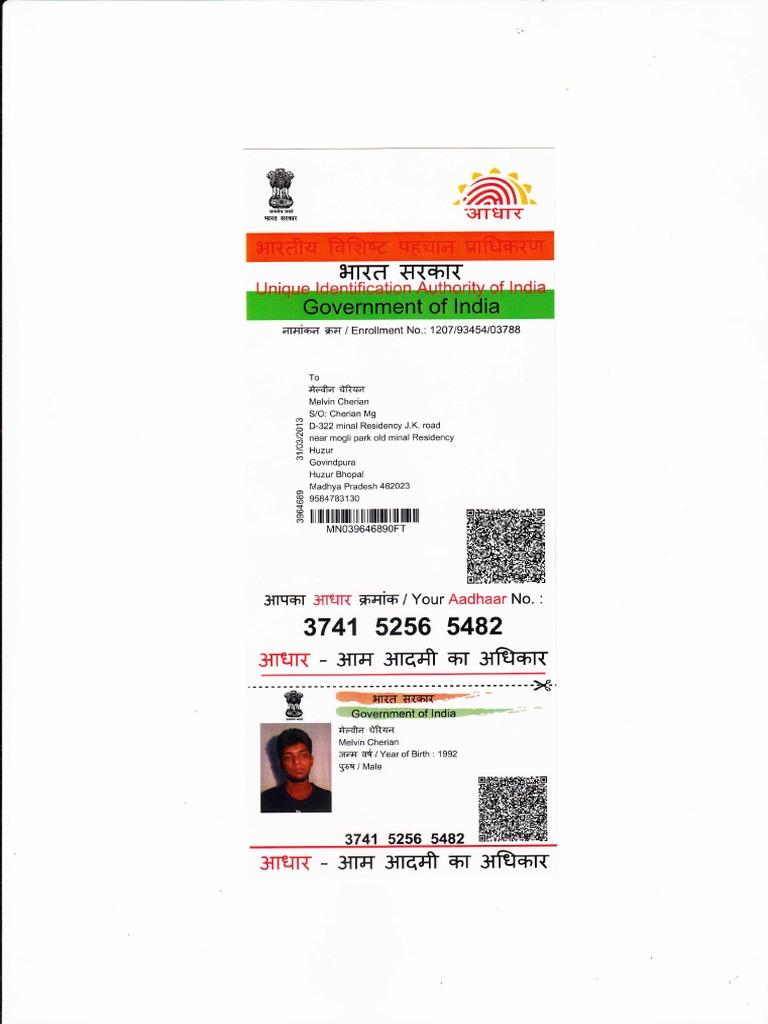 सत्यमेव जयते
भारत सरकार
आधार
भारतीय विशिष्ट पहचान प्राधिकरण
भारत सरकार
Unique Identification Authority of India
Government of India
नामांकन क्रम / Enrollment No.: 1207/93454/03788
To
मेल्वीन चेरियन
Melvin Cherian
S/O: Cherian Mg
D-322 minal Residency J.K. road
near mogli park old minal Residency
Huzur
Govindpura
Huzur Bhopal
Madhya Pradesh 462023
9584783130
31/03/2013
3964689
MN039646890FT
आपका आधार क्रमांक / Your Aadhaar No. :
3741 5256 5482
आधार - आम आदमी का अधिकार
भारत सरकार
Government of India
मेल्वीन चेरियन
Melvin Cherian
जन्म वर्ष / Year of Birth : 1992
पुरुष / Male
3741 5256 5482
आधार - आम आदमी का अधिकार